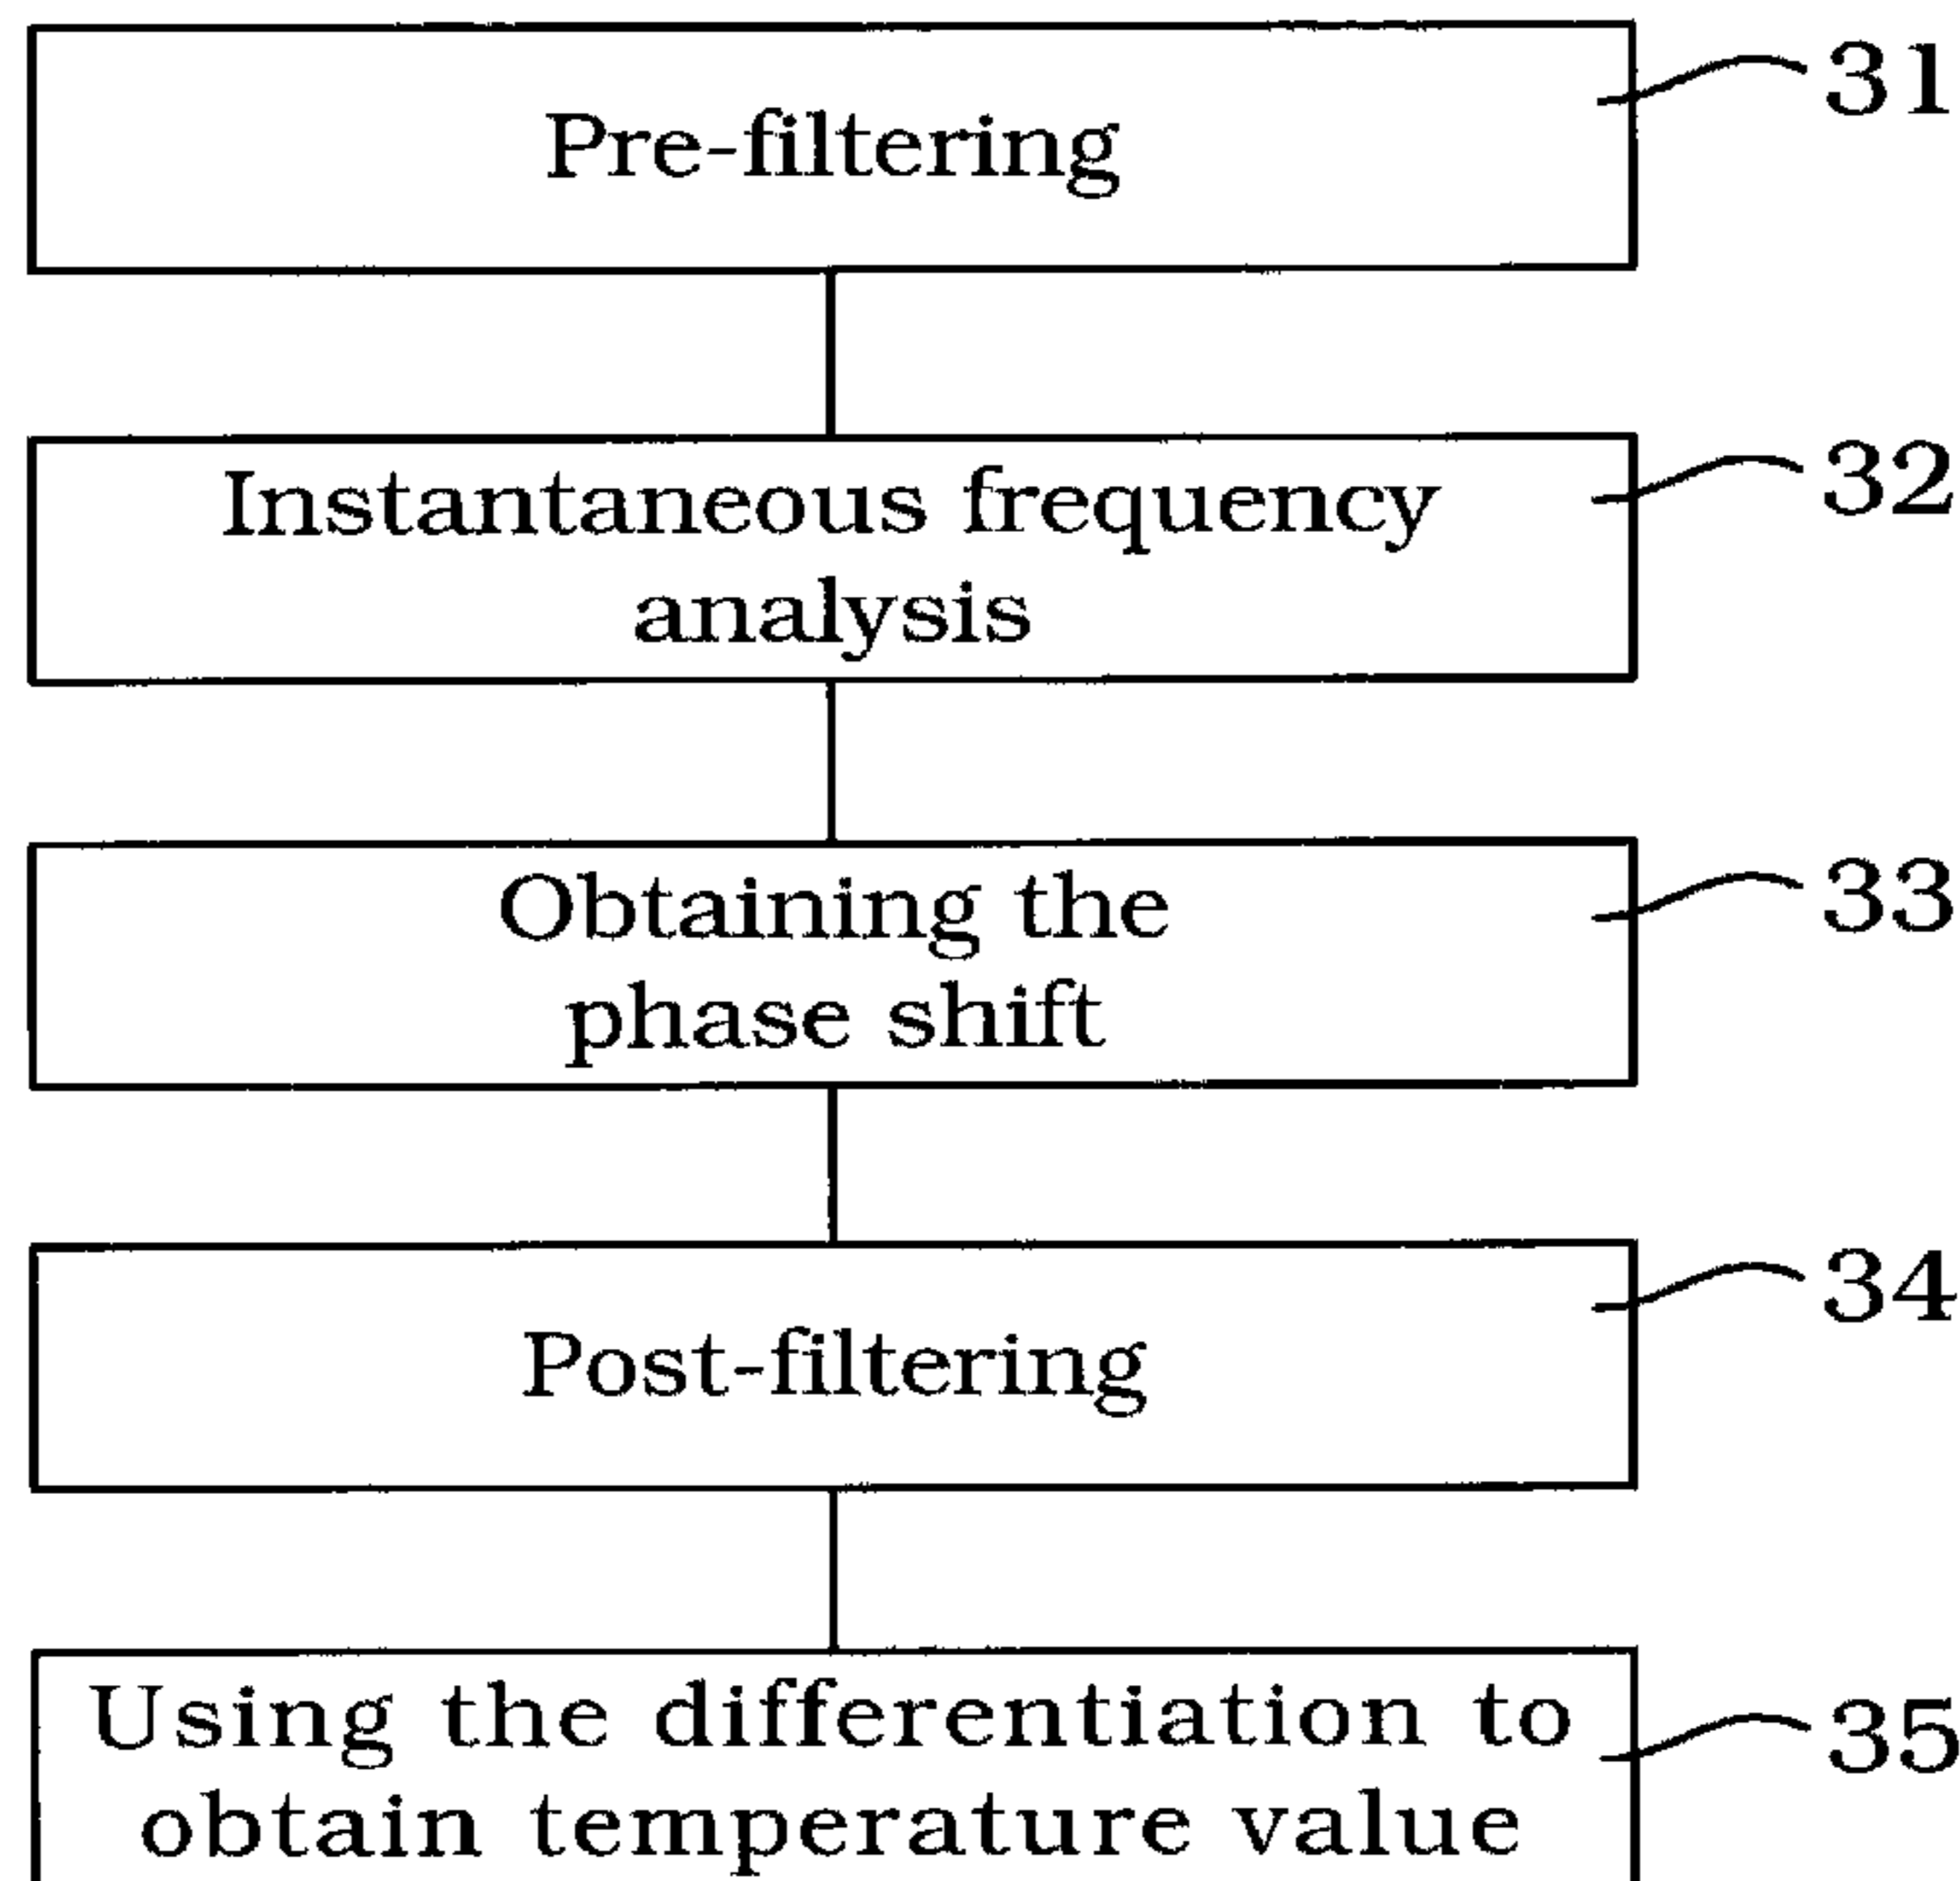 Pre-filtering
31
Instantaneous frequency
analysis
32
Obtaining the
phase shift
33
Post-filtering
34
Using the differentiation to
obtain temperature value
35